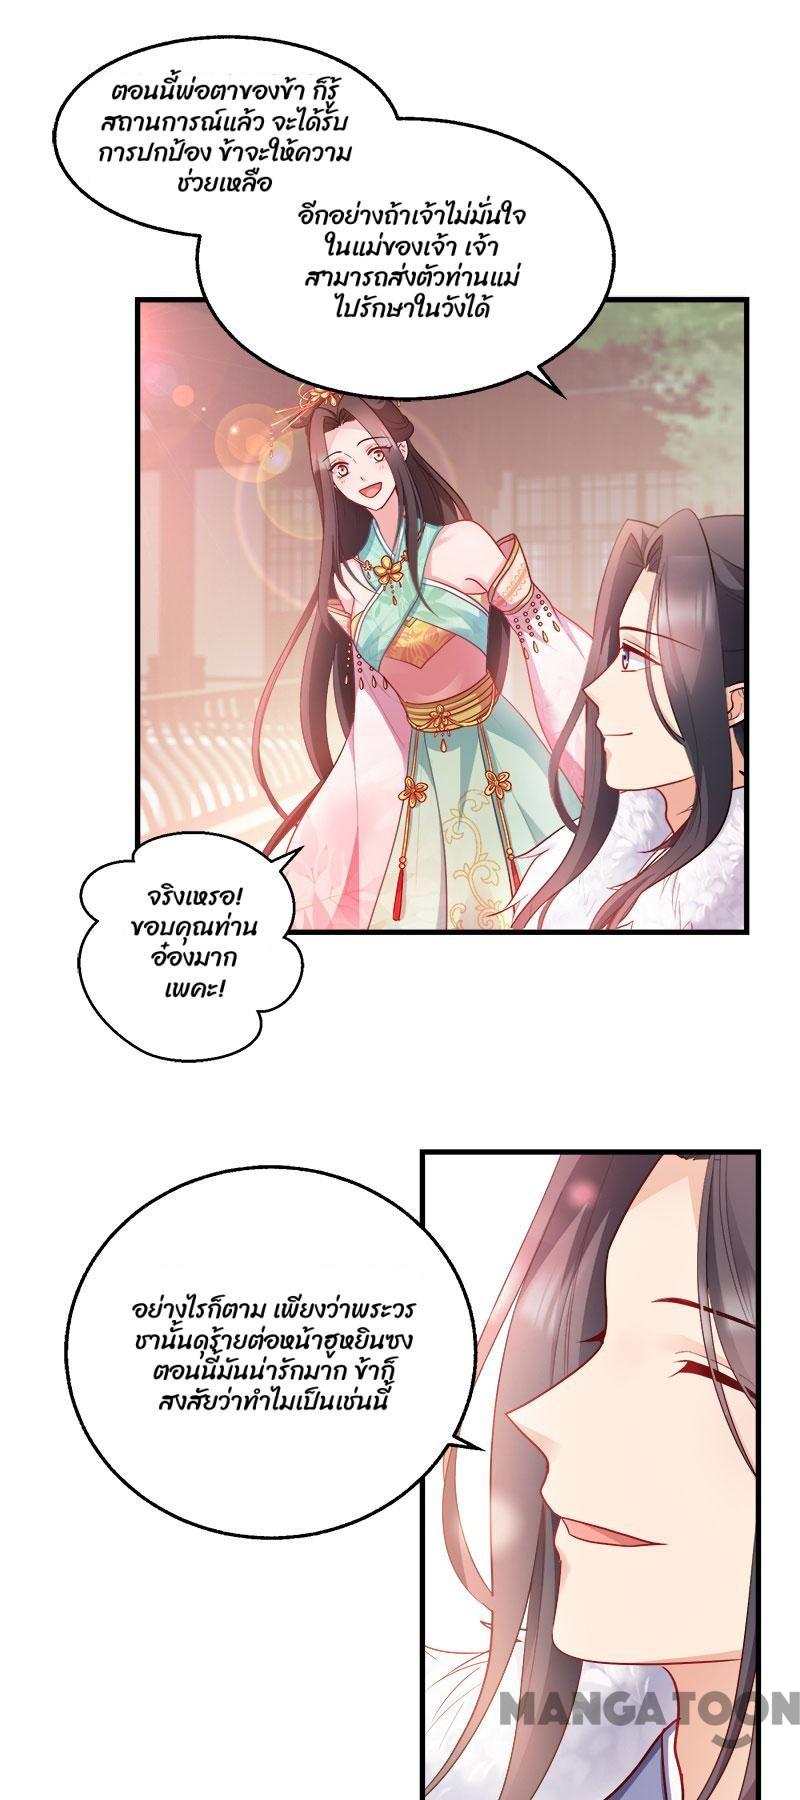 ตอนนี้พ่อตาของข้า ก็รู้
สถานการณ์แล้ว จะได้รับ
การปกป้อง ข้าจะให้ความ
ช่วยเหลือ
อีกอย่างถ้าเจ้าไม่มั่นใจ
ในแม่ของเจ้า เจ้า
สามารถส่งตัวท่านแม่
ไปรักษาในวังได้
จริงเหรอ!
ขอบคุณท่าน
อ๋องมาก
เพคะ!
อย่างไรก็ตาม เพียงว่าพระวร
ชานั้นดุร้ายต่อหน้าฮูหยินซง
ตอนนี้มันน่ารักมาก ข้าก็
สงสัยว่าทำไมเป็นเช่นนี้
MANGATOON